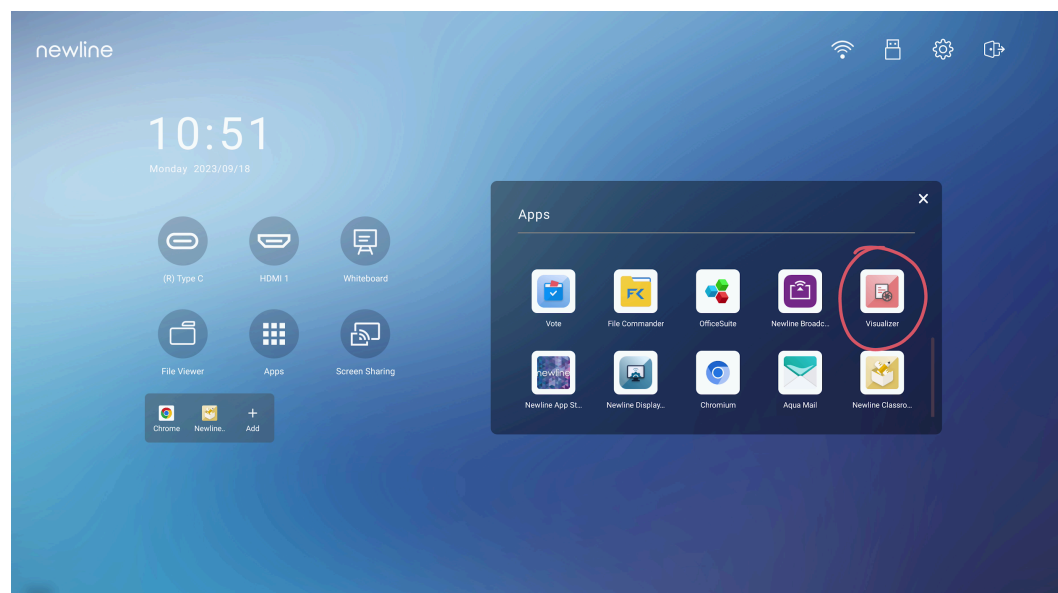 newline
10:51
Monday 2023/09/18
(R) Type C
HDMI 1
Whiteboard
File Viewer
Apps
Screen Sharing
Chrome
Newline..
Add
Apps
Vote
File Commander
OfficeSuite
Newline Broadc..
Visualizer
newline
Newline App St..
Newline Display..
Chromium
Aqua Mail
Newline Classro..